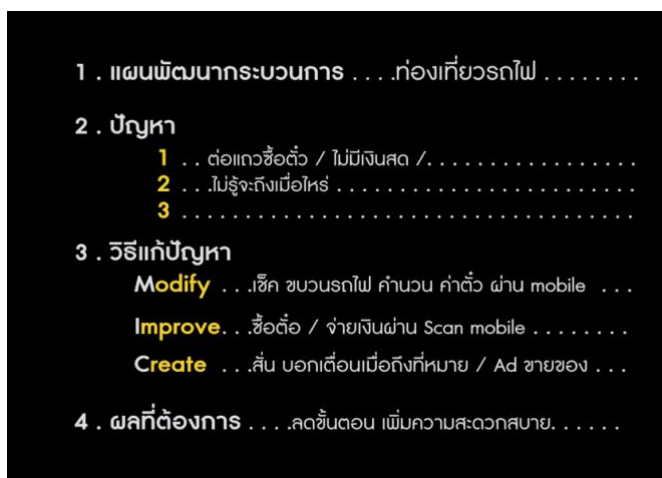 1 . แผนพัฒนากระบวนการ . . . .ท่องเที่ยวรถไฟ . . . . . . . .
2 . ปัญหา
1 . . ต่อแถวซื้อตั๋ว / ไม่มีเงินสด /. . . . . . . . . . . . . . . . .
2 . . .ไม่รู้จะถึงเมื่อไหร่ . . . . . . . . . . . . . . . . . . . . . . . .
3 . . . . . . . . . . . . . . . . . . . . . . . . . . . . . . . . . . . .
3 . วิธีแก้ปัญหา
Modify . . .เช็ค ขบวนรถไฟ คำนวน ค่าตั๋ว ผ่าน mobile . . .
Improve. . .ซื้อตั๋อ / จ่ายเงินผ่าน Scan mobile . . . . . . . .
Create . . .สั่น บอกเตื่อนเมื่อถึงที่หมาย / Ad ขายของ . . .
4 . ผลที่ต้องการ . . . .ลดขั้นตอน เพิ่มความสะดวกสบาย. . . . . .